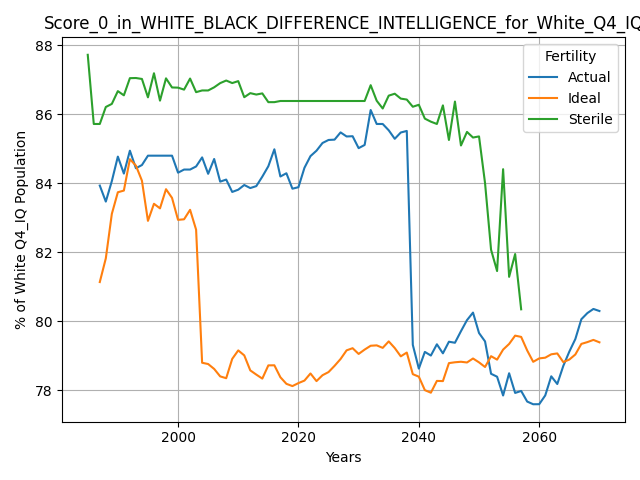 Score_0_in_WHITE_BLACK_DIFFERENCE_INTELLIGENCE_for_White_Q4_IQ
Fertility
Actual
Ideal
Sterile
% of White Q4_IQ Population
88
86
84
82
80
78
2000
2020
2040
2060
Years